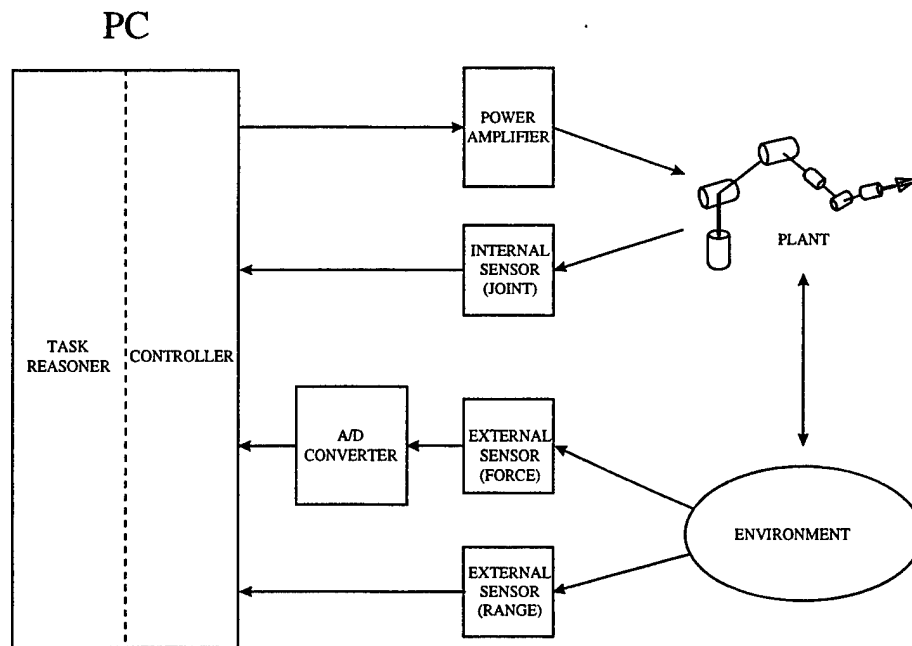 PC
POWER
AMPLIFIER
INTERNAL
SENSOR
(JOINT)
PLANT
TASK
REASONER
CONTROLLER
A/D
CONVERTER
EXTERNAL
SENSOR
(FORCE)
ENVIRONMENT
EXTERNAL
SENSOR
(RANGE)